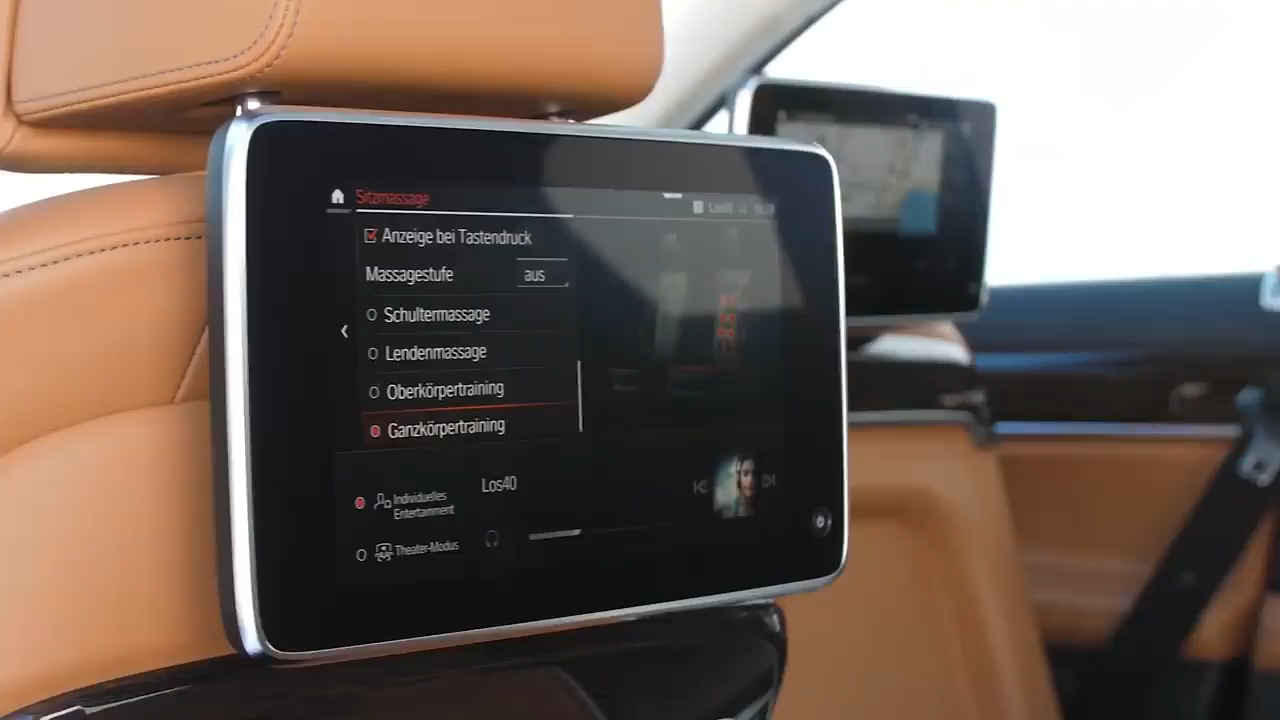 Sitzmassage
Anzeige bei Tastendruck
Massagestufe aus
Schultermassage
Lendenmassage
Oberkörpertraining
Ganzkörpertraining
Los40
Individuelles
Entertainment
Theater-Modus